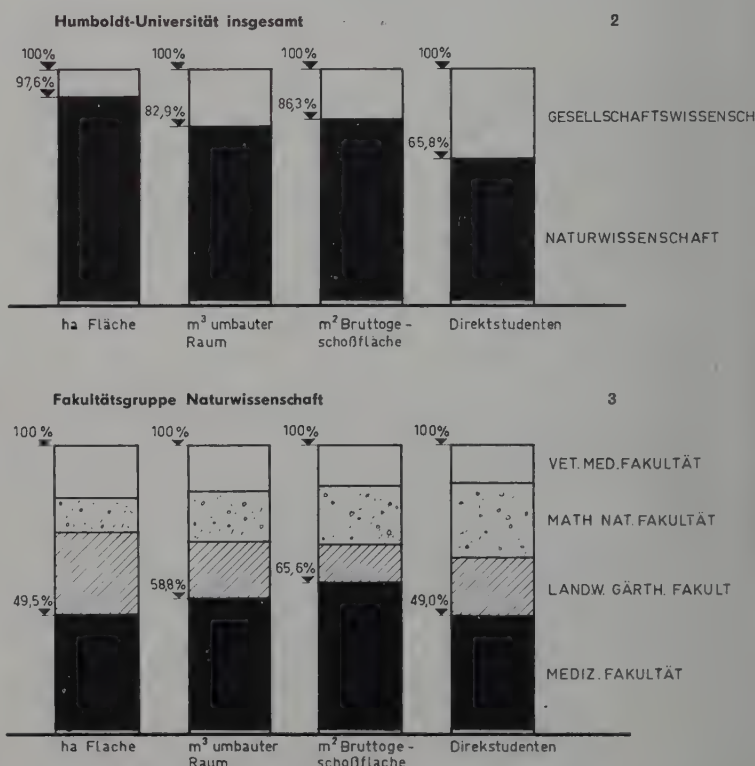 Humboldt-Universität insgesamt 2
100% 100% 100% 100%
97,6%
82,9%
86,3%
65,8%
GESELLSCHAFTSWISSENSCH
NATURWISSENSCHAFT
ha Fläche
m³ umbauter
Raum
m² Bruttoge-
schoßfläche
Direktstudenten
Fakultätsgruppe Naturwissenschaft 3
100% 100% 100% 100%
VET. MED. FAKULTÄT
MATH NAT. FAKULTÄT
49,5%
58,8%
65,6%
49,0%
LANDW. GÄRTH. FAKULT
MEDIZ. FAKULTÄT
ha Fläche
m³ umbauter
Raum
m² Bruttoge-
schoßfläche
Direkstudenten